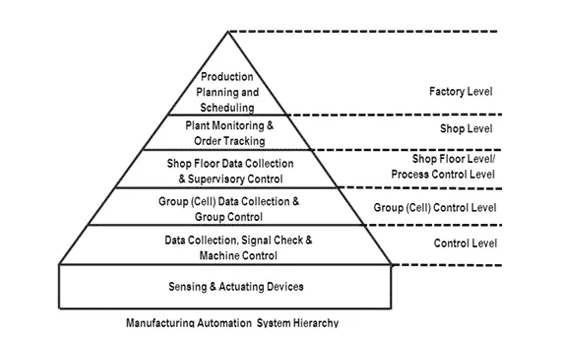 Production
Planning and
Scheduling
Factory Level
Plant Monitoring &
Order Tracking
Shop Level
Shop Floor Data Collection
& Supervisory Control
Shop Floor Level/
Process Control Level
Group (Cell) Data Collection &
Group Control
Group (Cell) Control Level
Data Collection, Signal Check &
Machine Control
Control Level
Sensing & Actuating Devices
Manufacturing Automation System Hierarchy